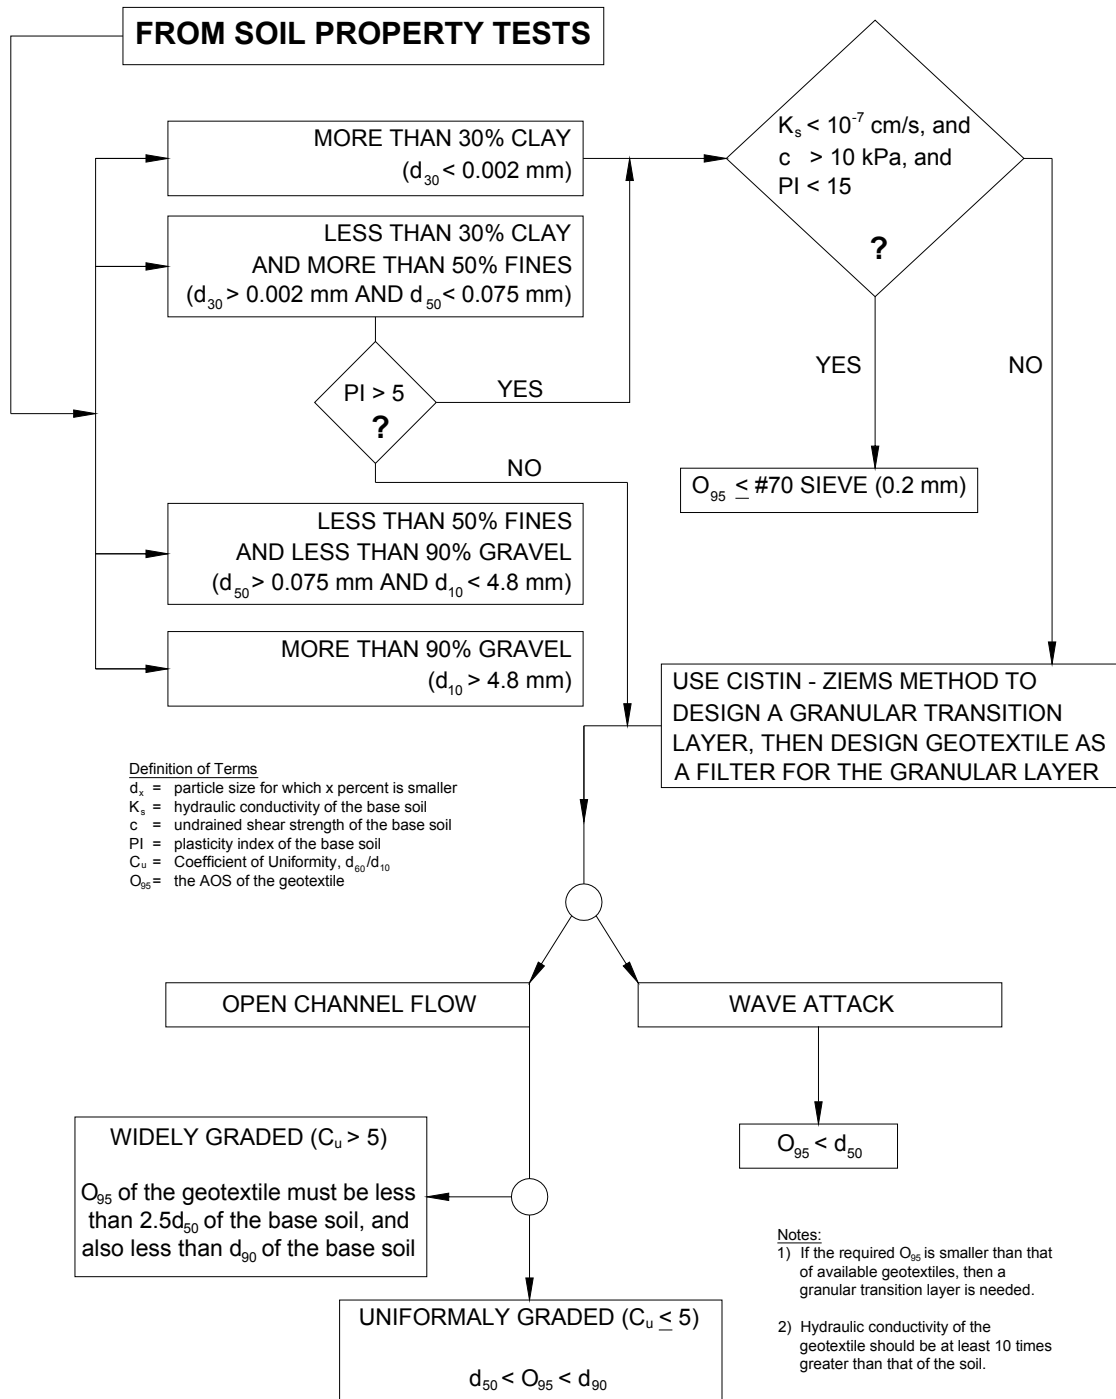 FROM SOIL PROPERTY TESTS
MORE THAN 30% CLAY
(d30 < 0.002 mm)
LESS THAN 30% CLAY
AND MORE THAN 50% FINES
(d30 > 0.002 mm AND d50 < 0.075 mm)
PI > 5
?
YES
NO
Ks < 10-7 cm/s, and
c > 10 kPa, and
PI < 15
?
YES
NO
O95 ≤ #70 SIEVE (0.2 mm)
LESS THAN 50% FINES
AND LESS THAN 90% GRAVEL
(d50 > 0.075 mm AND d10 < 4.8 mm)
MORE THAN 90% GRAVEL
(d10 > 4.8 mm)
USE CISTIN - ZIEMS METHOD TO
DESIGN A GRANULAR TRANSITION
LAYER, THEN DESIGN GEOTEXTILE AS
A FILTER FOR THE GRANULAR LAYER
Definition of Terms
dx = particle size for which x percent is smaller
Ks = hydraulic conductivity of the base soil
c = undrained shear strength of the base soil
PI = plasticity index of the base soil
Cu = Coefficient of Uniformity, d60/d10
O95 = the AOS of the geotextile
OPEN CHANNEL FLOW
WAVE ATTACK
WIDELY GRADED (Cu > 5)
O95 of the geotextile must be less
than 2.5d50 of the base soil, and
also less than d90 of the base soil
O95 < d50
UNIFORMALY GRADED (Cu ≤ 5)
d50 < O95 < d90
Notes:
1) If the required O95 is smaller than that
of available geotextiles, then a
granular transition layer is needed.
2) Hydraulic conductivity of the
geotextile should be at least 10 times
greater than that of the soil.